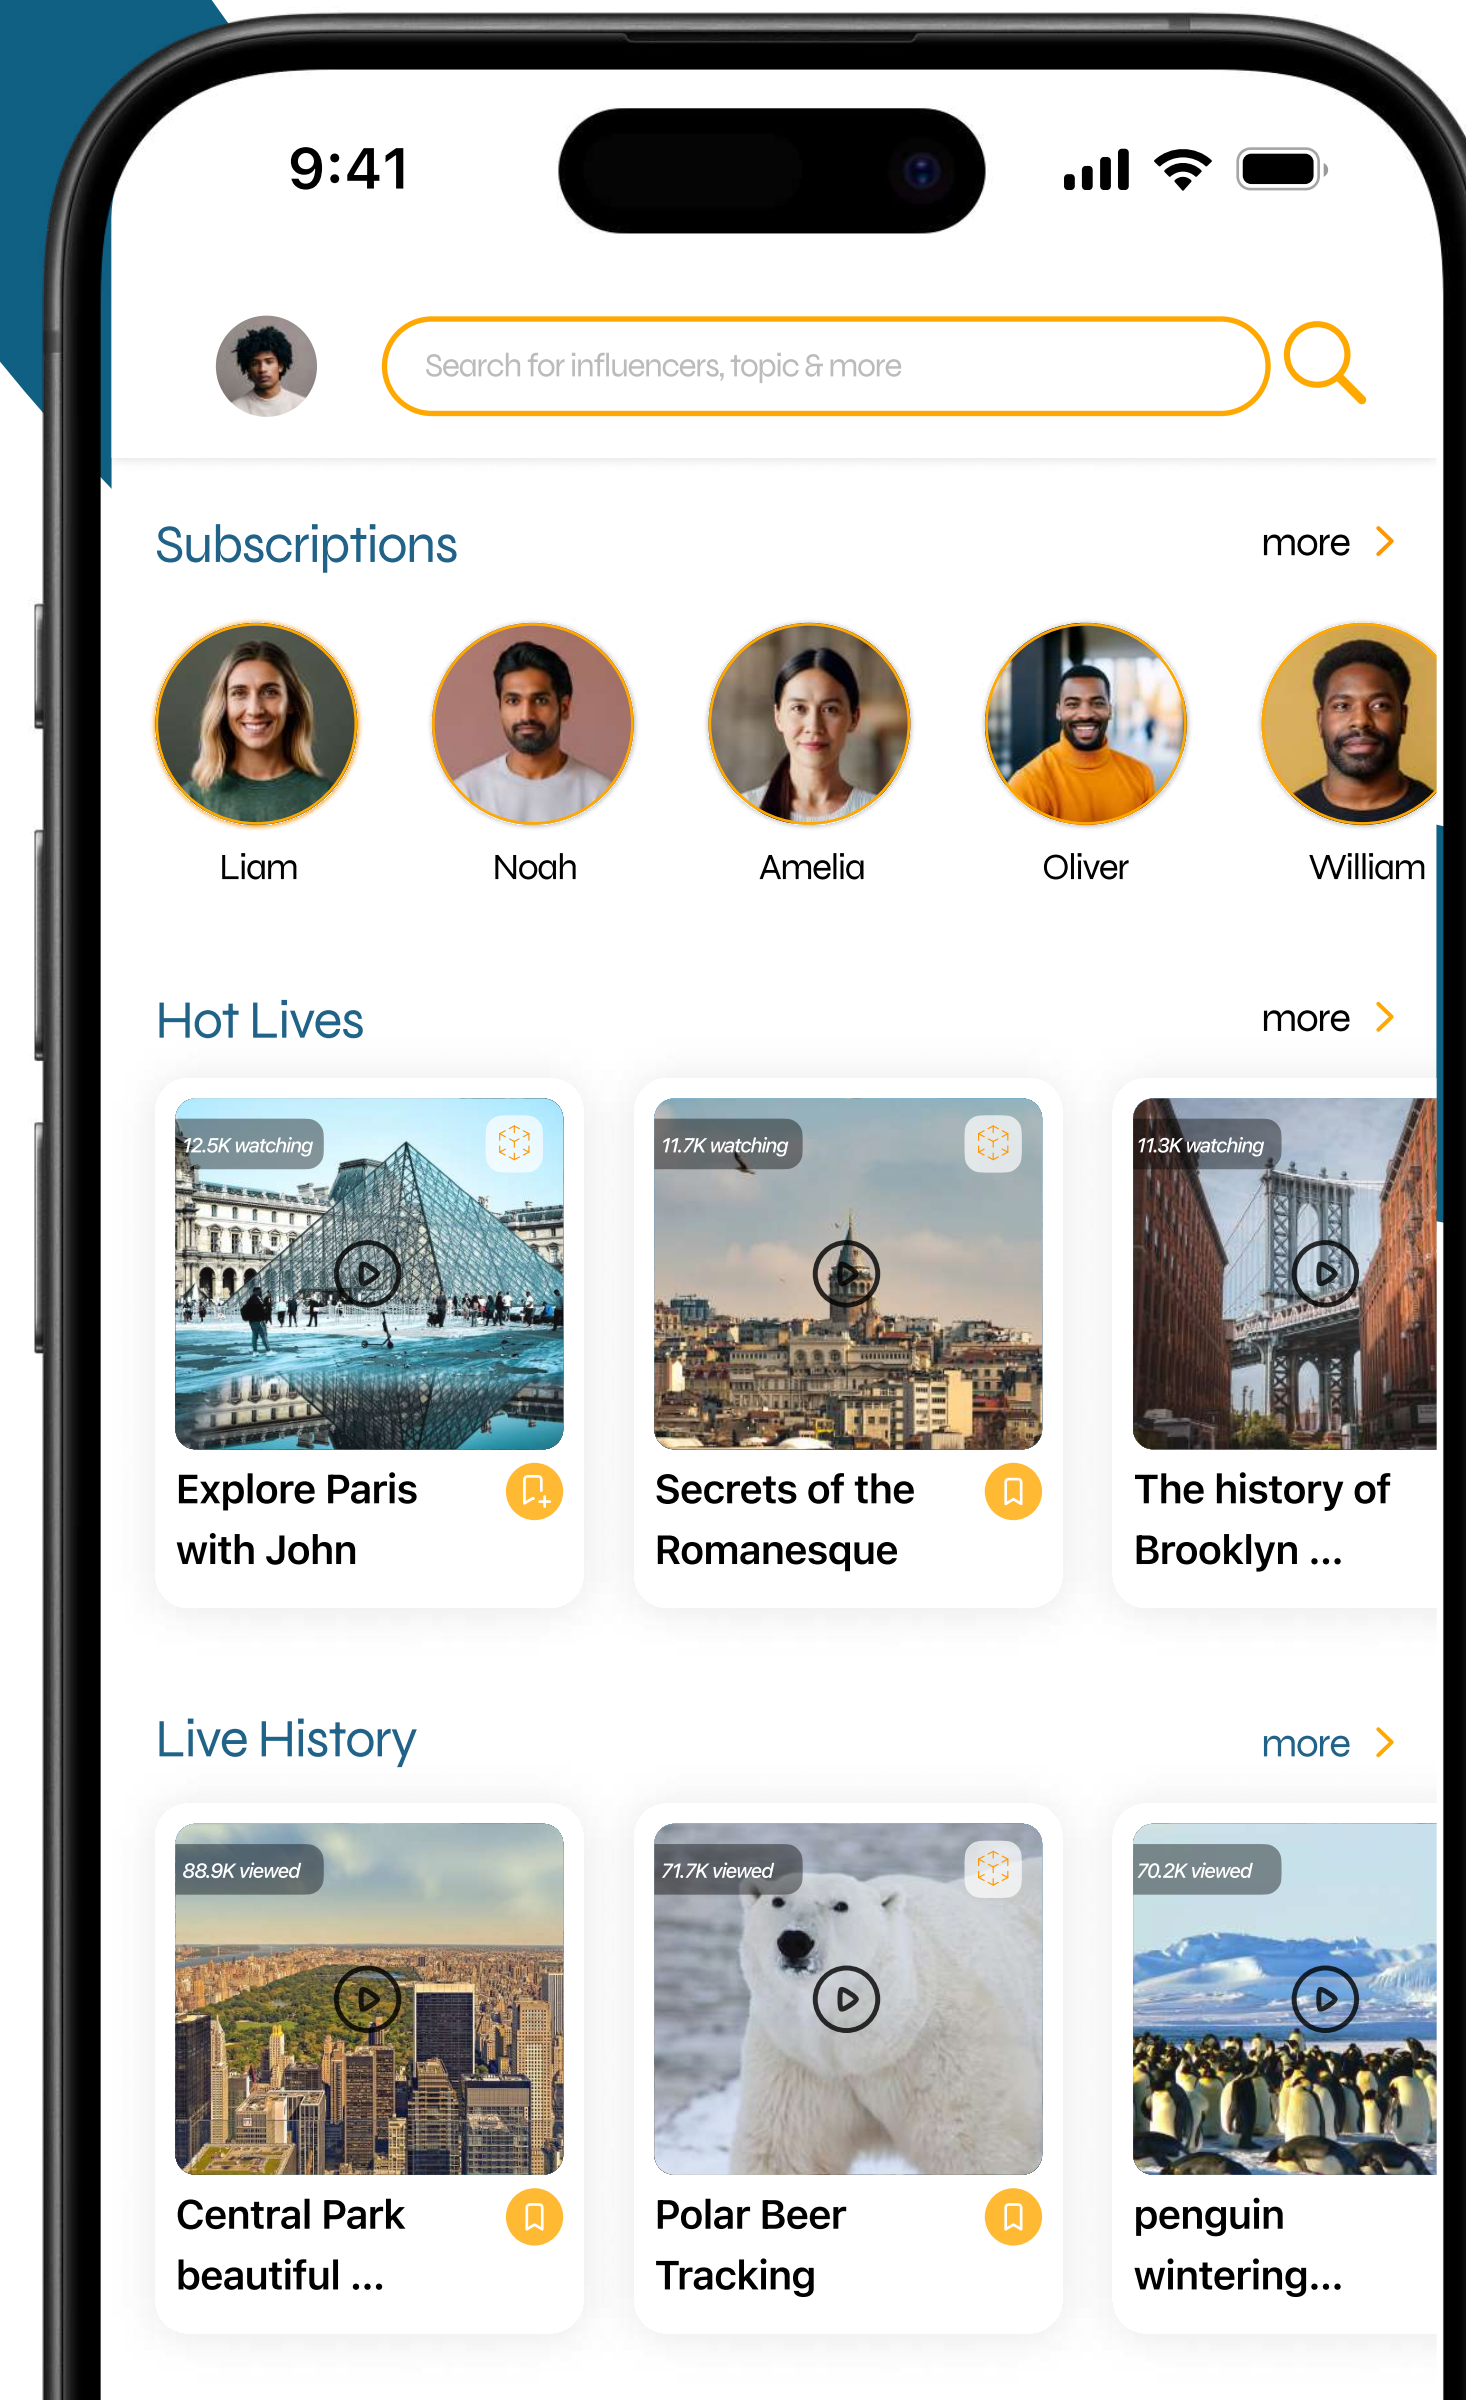 9:41
Search for influencers, topic & more
Subscriptions
more
Liam
Noah
Amelia
Oliver
William
Hot Lives
more
12.5K watching
11.7K watching
11.3K watching
Explore Paris
with John
Secrets of the
Romanesque
The history of
Brooklyn ...
Live History
more
88.9K viewed
71.7K viewed
70.2K viewed
Central Park
beautiful ...
Polar Beer
Tracking
penguin
wintering...